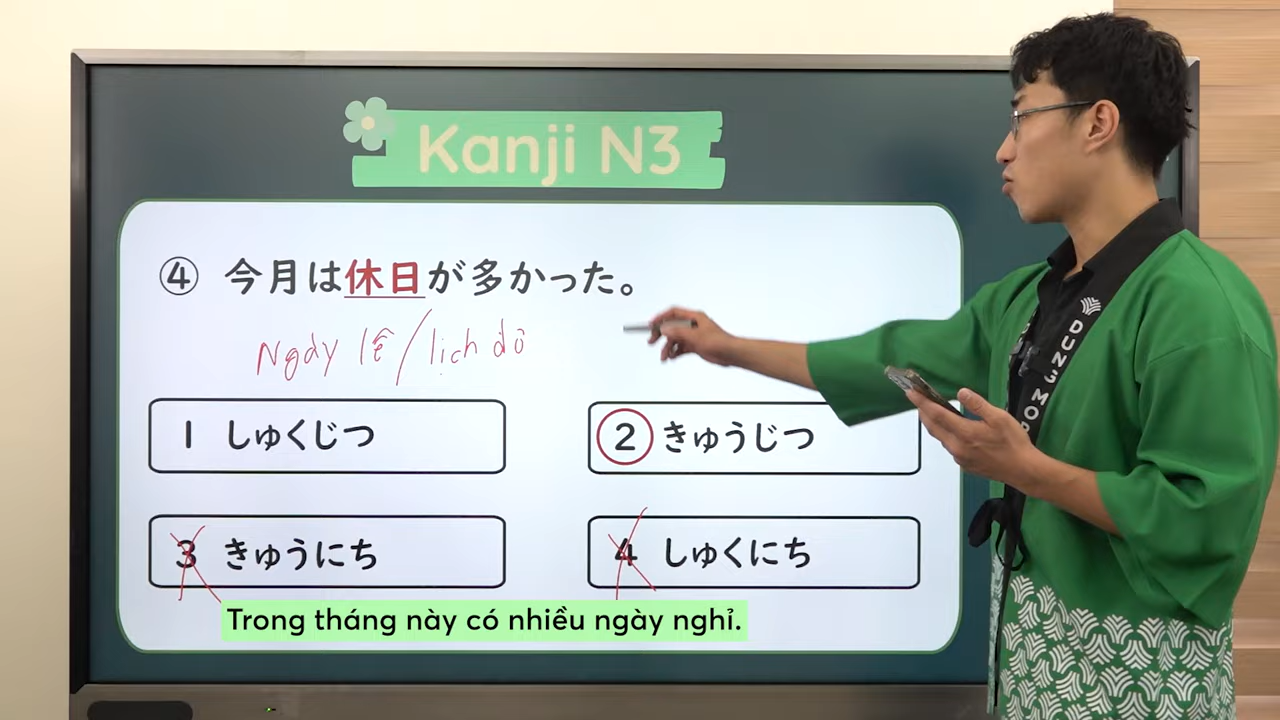 Kanji N3
④ 今月は休日が多かった。
Ngày lễ / lịch đỏ
1 しゅくじつ
② きゅうじつ
3 きゅうにち
4 しゅくにち
Trong tháng này có nhiều ngày nghỉ.
DUNG MO